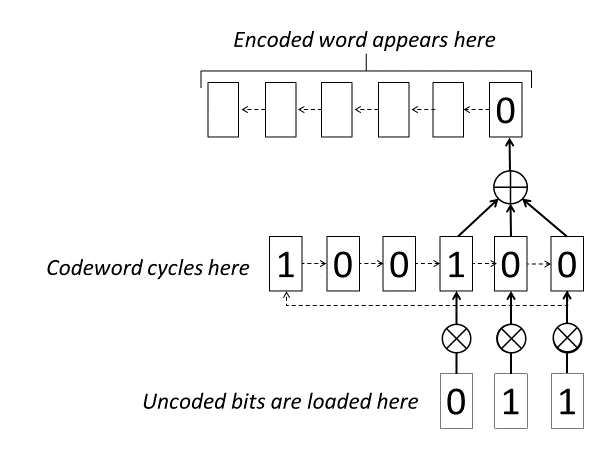 Encoded word appears here
0
Codeword cycles here
1 0 0 1 0 0
Uncoded bits are loaded here
0 1 1